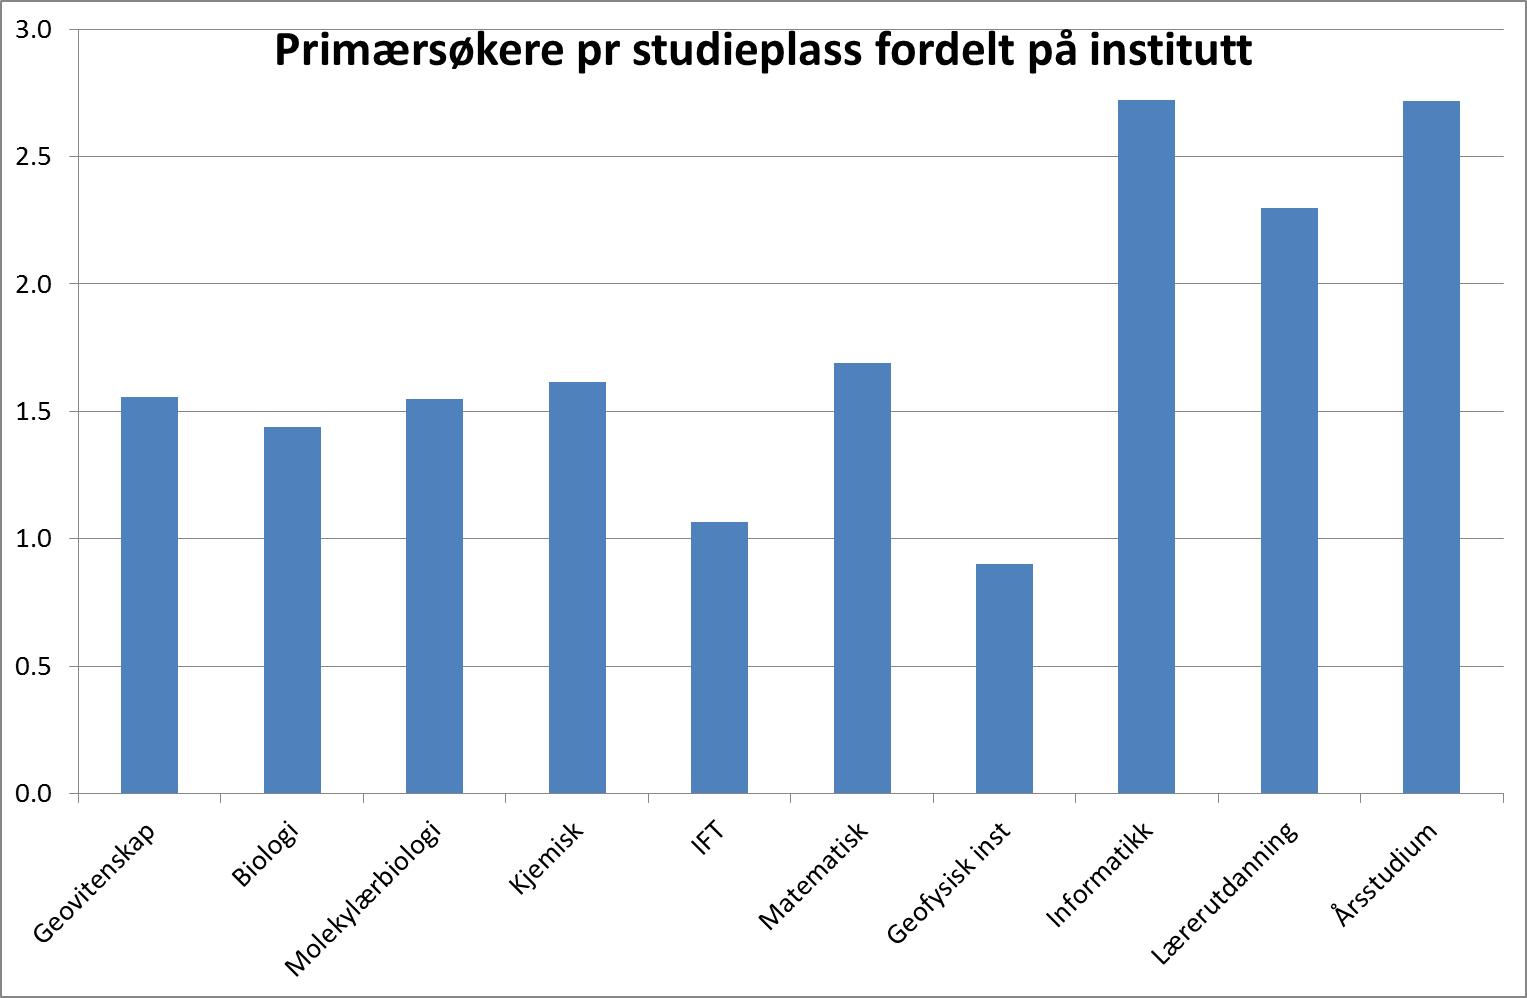 Primærsøkere pr studieplass fordelt på institutt
3.0
2.5
2.0
1.5
1.0
0.5
0.0
Geovitenskap
Biologi
Molekylærbiologi
Kjemisk
IFT
Matematisk
Geofysisk inst
Informatikk
Lærerutdanning
Årsstudium